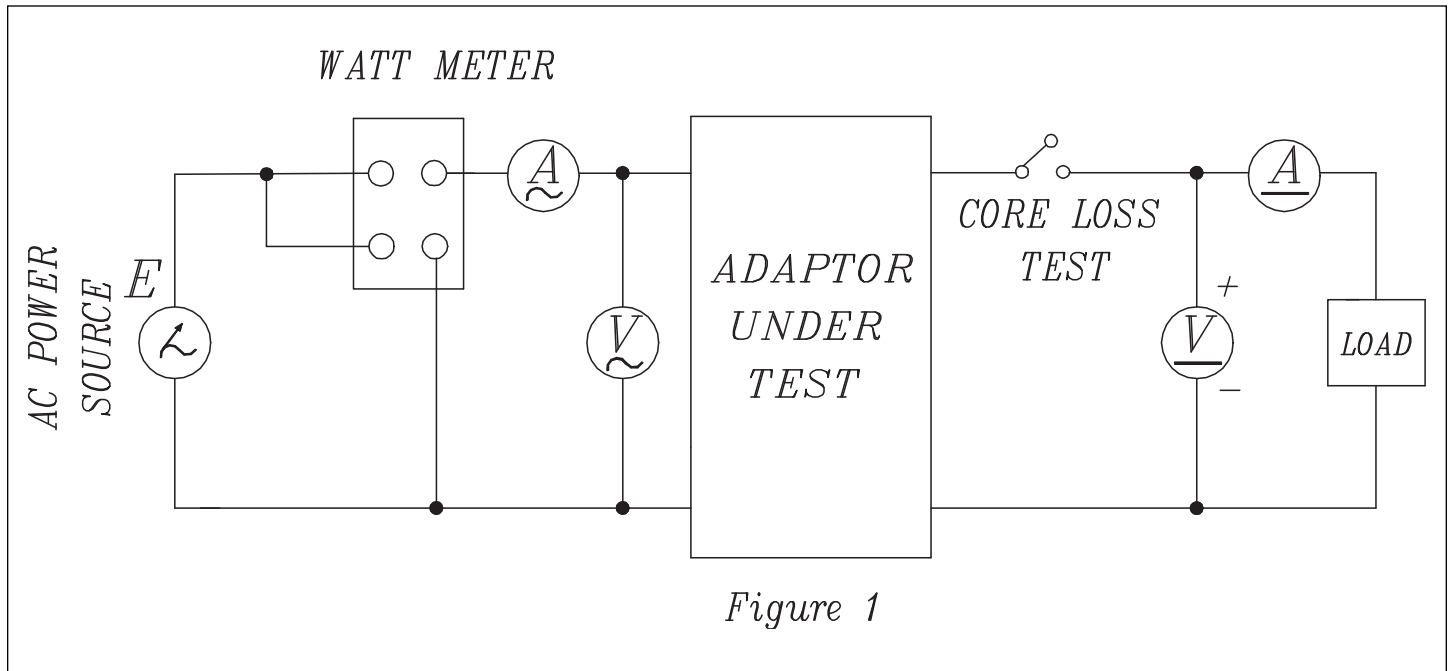 WATT METER
A
A
CORE LOSS
TEST
AC POWER
SOURCE
E
ADAPTOR
UNDER
TEST
V
V
+
-
LOAD
Figure 1